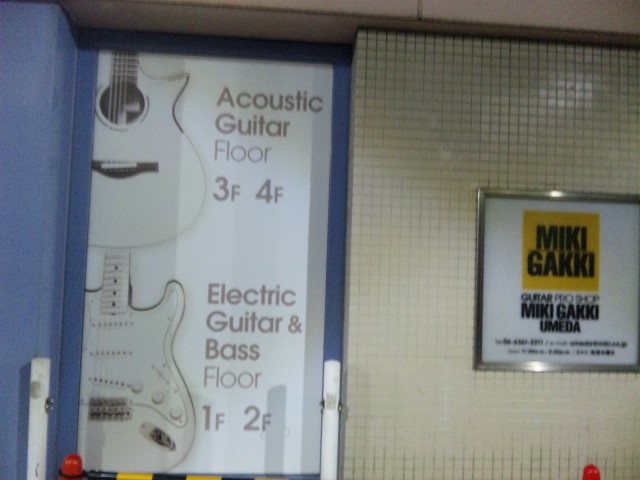 Acoustic
Guitar
Floor
3F 4F
Electric
Guitar &
Bass
Floor
1F 2F
MIKI
GAKKI
GUITAR PRO SHOP
MIKI GAKKI
UMEDA